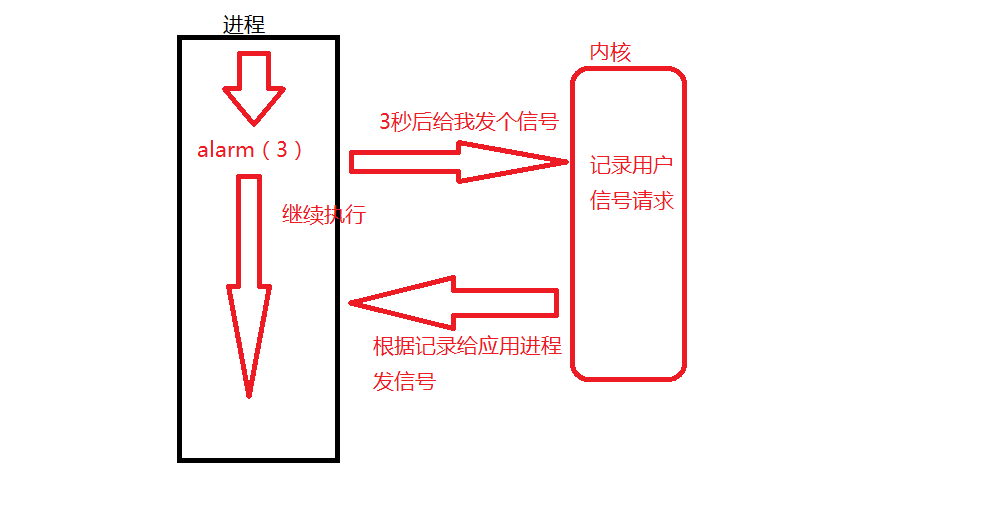 进程
内核
3秒后给我发个信号
alarm（3）
记录用户
信号请求
继续执行
根据记录给应用进程
发信号